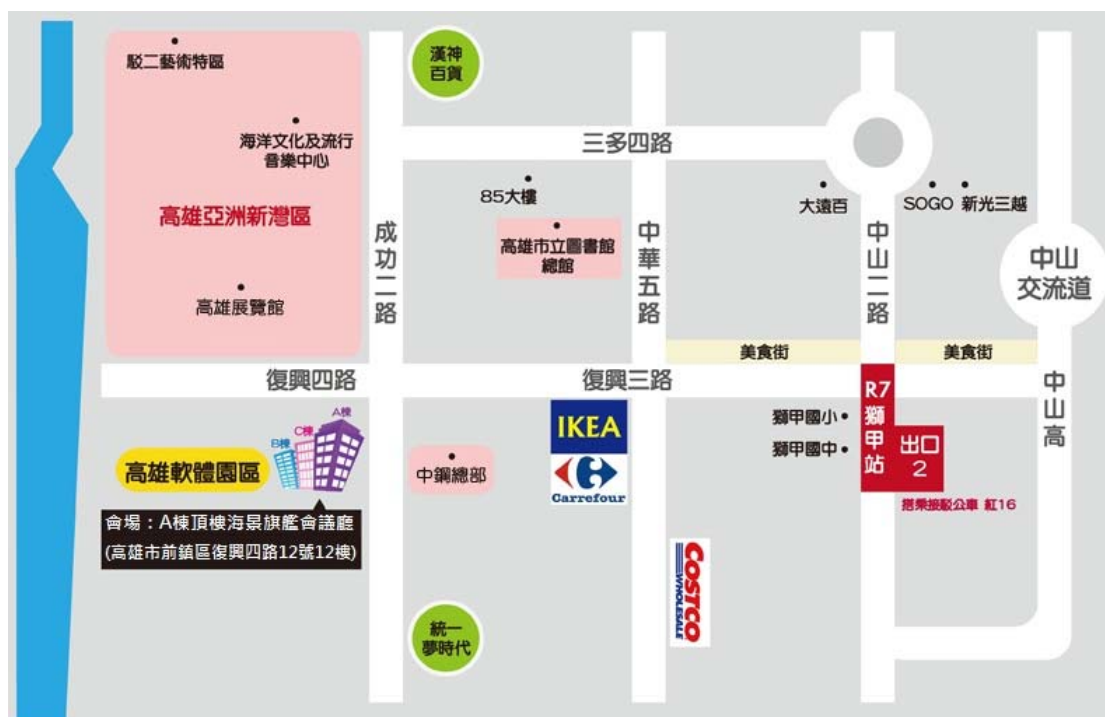 駁二藝術特區
漢神
百貨
海洋文化及流行
音樂中心
三多四路
高雄亞洲新灣區
85大樓
高雄市立圖書館
總館
大遠百
SOGO 新光三越
成功二路
中華五路
中山二路
中山
交流道
高雄展覽館
美食街
美食街
復興四路
復興三路
中山高
R7
獅甲站
出口
2
搭乘接駁公車 紅16
獅甲國小
獅甲國中
IKEA
Carrefour
中鋼總部
A棟
C棟
B棟
高雄軟體園區
會場：A棟頂樓海景旗艦會議廳
(高雄市前鎮區復興四路12號12樓)
COSTCO
WHOLESALE
統一
夢時代